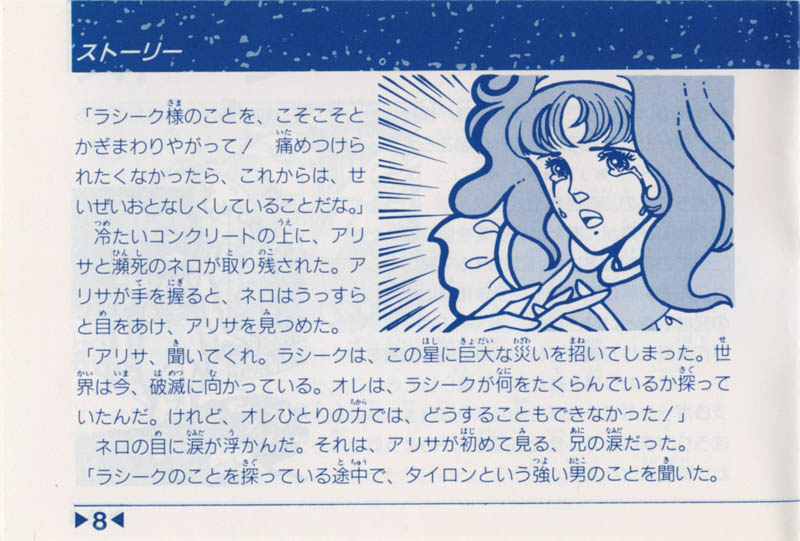 ストーリー
「ラシーク様のことを、こそこそと
かぎまわりやがって！　痛めつけら
れたくなかったら、これからは、せ
いぜいおとなしくしていることだな。」
　冷たいコンクリートの上に、アリ
サと瀕死のネロが取り残された。ア
リサが手を握ると、ネロはうっすら
と目をあけ、アリサを見つめた。
「アリサ、聞いてくれ。ラシークは、この星に巨大な災いを招いてしまった。世
界は今、破滅に向かっている。オレは、ラシークが何をたくらんでいるか探って
いたんだ。けれど、オレひとりの力では、どうすることもできなかった！」
　ネロの目に涙が浮かんだ。それは、アリサが初めて見る、兄の涙だった。
「ラシークのことを探っている途中で、タイロンという強い男のことを聞いた。
▶8◀